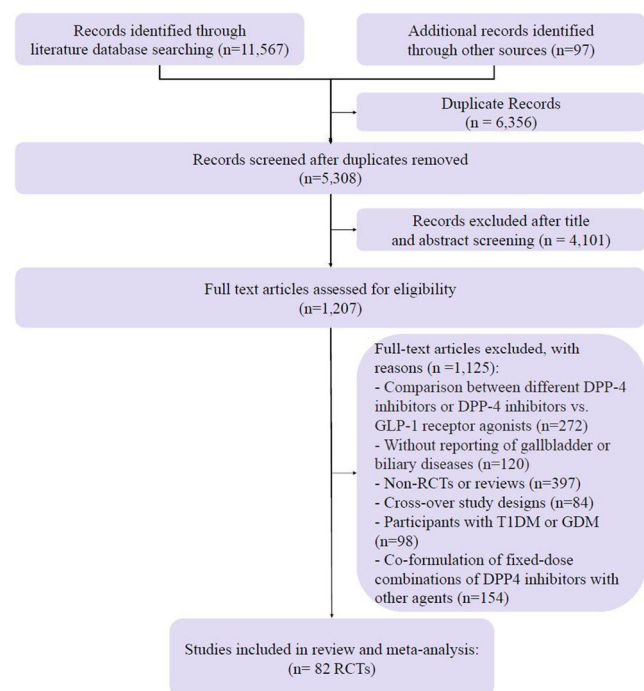 Records identified through
literature database searching (n=11,567)
Additional records identified
through other sources (n=97)
Duplicate Records
(n = 6,356)
Records screened after duplicates removed
(n=5,308)
Records excluded after title
and abstract screening (n = 4,101)
Full text articles assessed for eligibility
(n=1,207)
Full-text articles excluded, with
reasons (n =1,125):
- Comparison between different DPP-4
inhibitors or DPP-4 inhibitors vs.
GLP-1 receptor agonists (n=272)
- Without reporting of gallbladder or
biliary diseases (n=120)
- Non-RCTs or reviews (n=397)
- Cross-over study designs (n=84)
- Participants with T1DM or GDM
(n=98)
- Co-formulation of fixed-dose
combinations of DPP4 inhibitors with
other agents (n=154)
Studies included in review and meta-analysis:
(n= 82 RCTs)